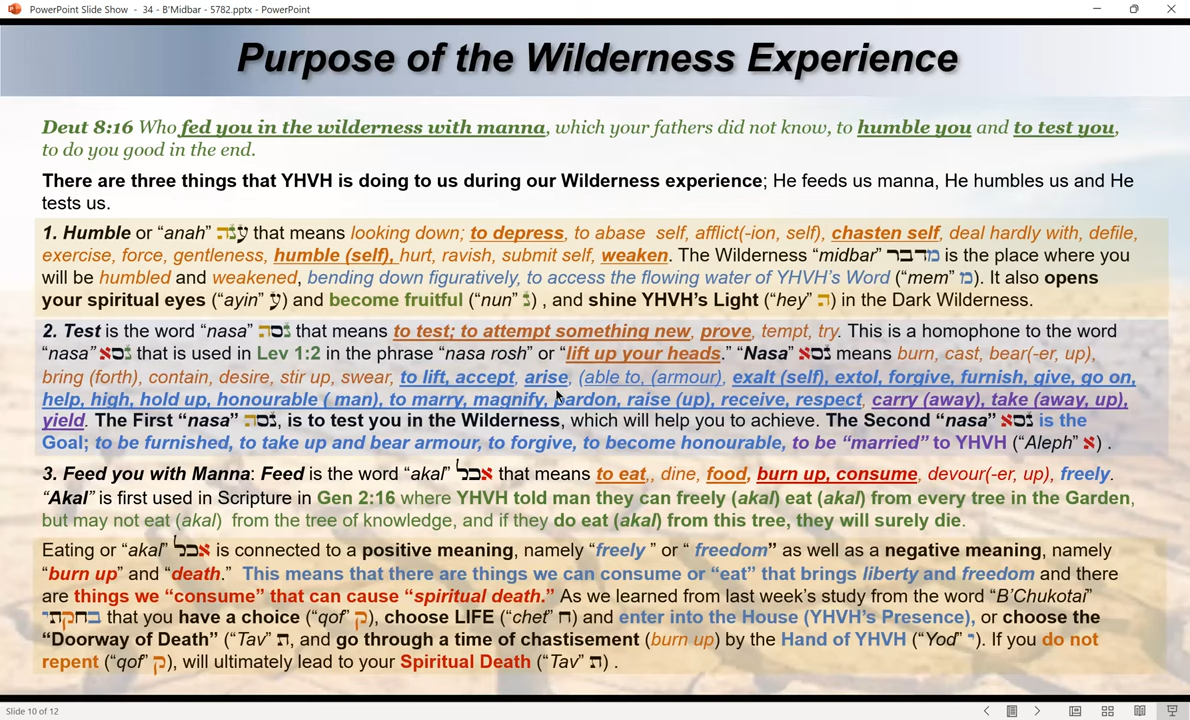 PowerPoint Slide Show - 34 - B'Midbar - 5782.pptx - PowerPoint
Purpose of the Wilderness Experience
Deut 8:16 Who fed you in the wilderness with manna, which your fathers did not know, to humble you and to test you,
to do you good in the end.
There are three things that YHVH is doing to us during our Wilderness experience; He feeds us manna, He humbles us and He
tests us.
1. Humble or “anah” ענה that means looking down; to depress, to abase self, afflict(-ion, self), chasten self, deal hardly with, defile,
exercise, force, gentleness, humble (self), hurt, ravish, submit self, weaken. The Wilderness “midbar” מדבר is the place where you
will be humbled and weakened, bending down figuratively, to access the flowing water of YHVH’s Word (“mem” מ). It also opens
your spiritual eyes (“ayin” ע) and become fruitful (“nun” נ) , and shine YHVH’s Light (“hey” ה) in the Dark Wilderness.
2. Test is the word “nasa” נסה that means to test; to attempt something new, prove, tempt, try. This is a homophone to the word
“nasa” נסא that is used in Lev 1:2 in the phrase “nasa rosh” or “lift up your heads.” “Nasa” נסא means burn, cast, bear(-er, up),
bring (forth), contain, desire, stir up, swear, to lift, accept, arise, (able to, (armour), exalt (self), extol, forgive, furnish, give, go on,
help, high, hold up, honourable ( man), to marry, magnify, pardon, raise (up), receive, respect, carry (away), take (away, up),
yield. The First “nasa” נסה, is to test you in the Wilderness, which will help you to achieve. The Second “nasa” נסא is the
Goal; to be furnished, to take up and bear armour, to forgive, to become honourable, to be “married” to YHVH (“Aleph” א) .
3. Feed you with Manna: Feed is the word “akal” אכל that means to eat,, dine, food, burn up, consume, devour(-er, up), freely.
“Akal” is first used in Scripture in Gen 2:16 where YHVH told man they can freely (akal) eat (akal) from every tree in the Garden,
but may not eat (akal) from the tree of knowledge, and if they do eat (akal) from this tree, they will surely die.
Eating or “akal” אכל is connected to a positive meaning, namely “freely ” or “ freedom” as well as a negative meaning, namely
“burn up” and “death.” This means that there are things we can consume or “eat” that brings liberty and freedom and there
are things we “consume” that can cause “spiritual death.” As we learned from last week’s study from the word “B’Chukotai”
בחקתי that you have a choice (“qof” ק), choose LIFE (“chet” ח) and enter into the House (YHVH’s Presence), or choose the
“Doorway of Death” (“Tav” ת, and go through a time of chastisement (burn up) by the Hand of YHVH (“Yod” י). If you do not
repent (“qof” ק), will ultimately lead to your Spiritual Death (“Tav” ת) .
Slide 10 of 12